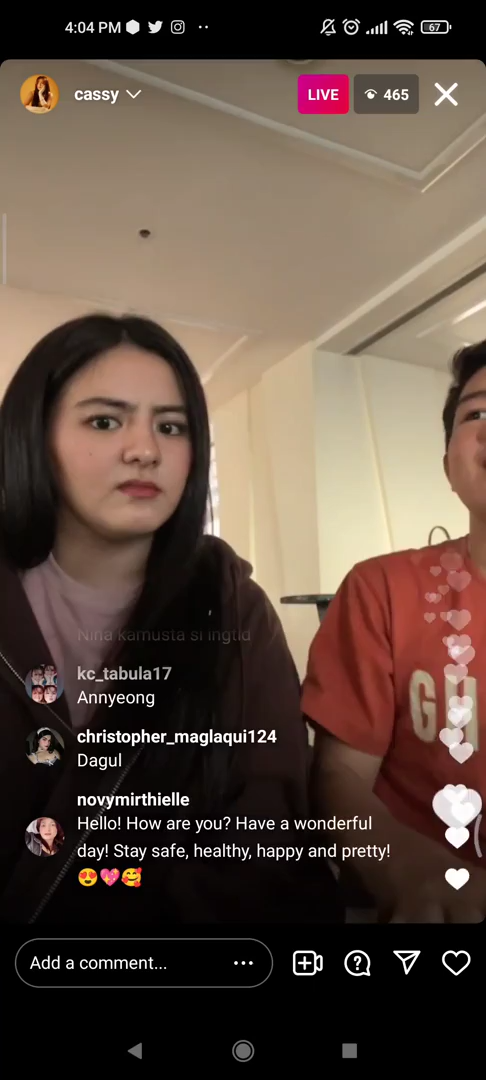 4:04 PM
67
cassy
LIVE
465
Nina kamusta si ingtid
kc_tabula17
Annyeong
christopher_maglaqui124
Dagul
novymirthielle
Hello! How are you? Have a wonderful
day! Stay safe, healthy, happy and pretty!
😍💖🥰
Add a comment...